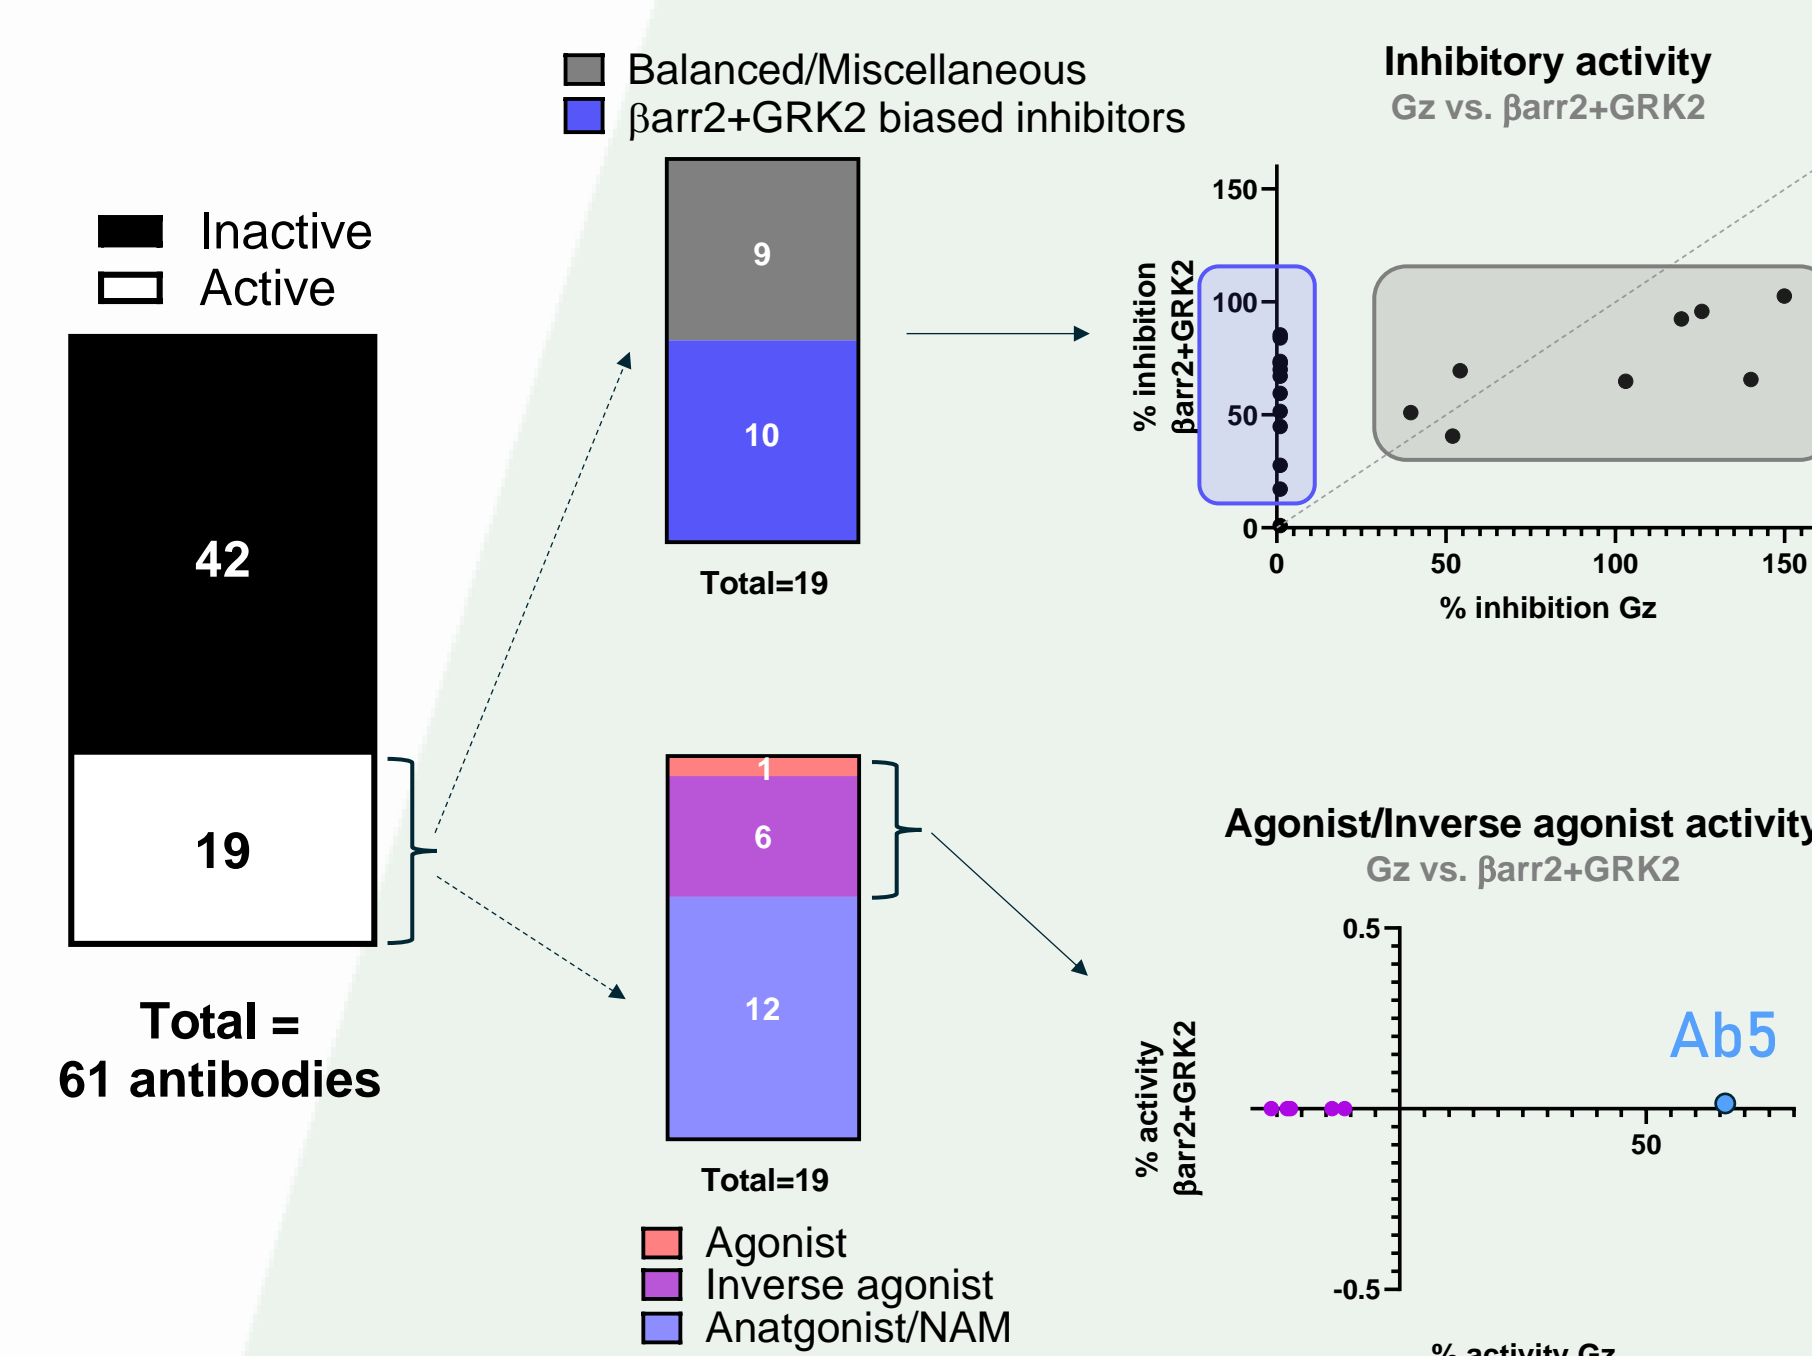 Inactive
Active
42
19
Total =
61 antibodies
Balanced/Miscellaneous
βarr2+GRK2 biased inhibitors
9
10
Total=19
1
6
12
Total=19
Agonist
Inverse agonist
Anatgonist/NAM
Inhibitory activity
Gz vs. βarr2+GRK2
% inhibition
βarr2+GRK2
150
100
50
0
0 50 100 150
% inhibition Gz
Agonist/Inverse agonist activity
Gz vs. βarr2+GRK2
% activity
βarr2+GRK2
0.5
Ab5
50
-0.5
% activity Gz